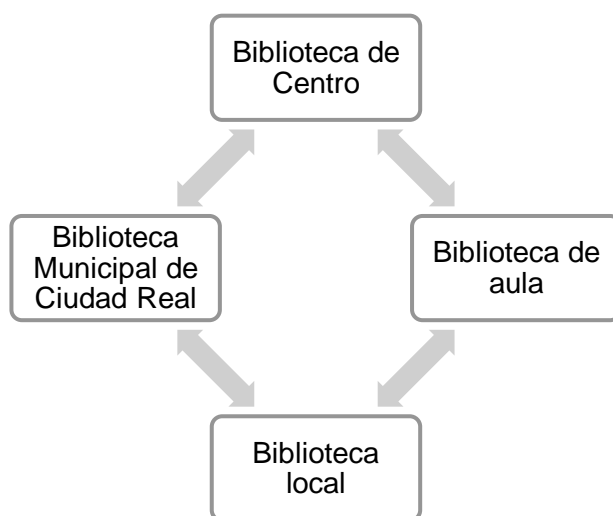 Biblioteca de
Centro
Biblioteca
Municipal de
Ciudad Real
Biblioteca de
aula
Biblioteca
local